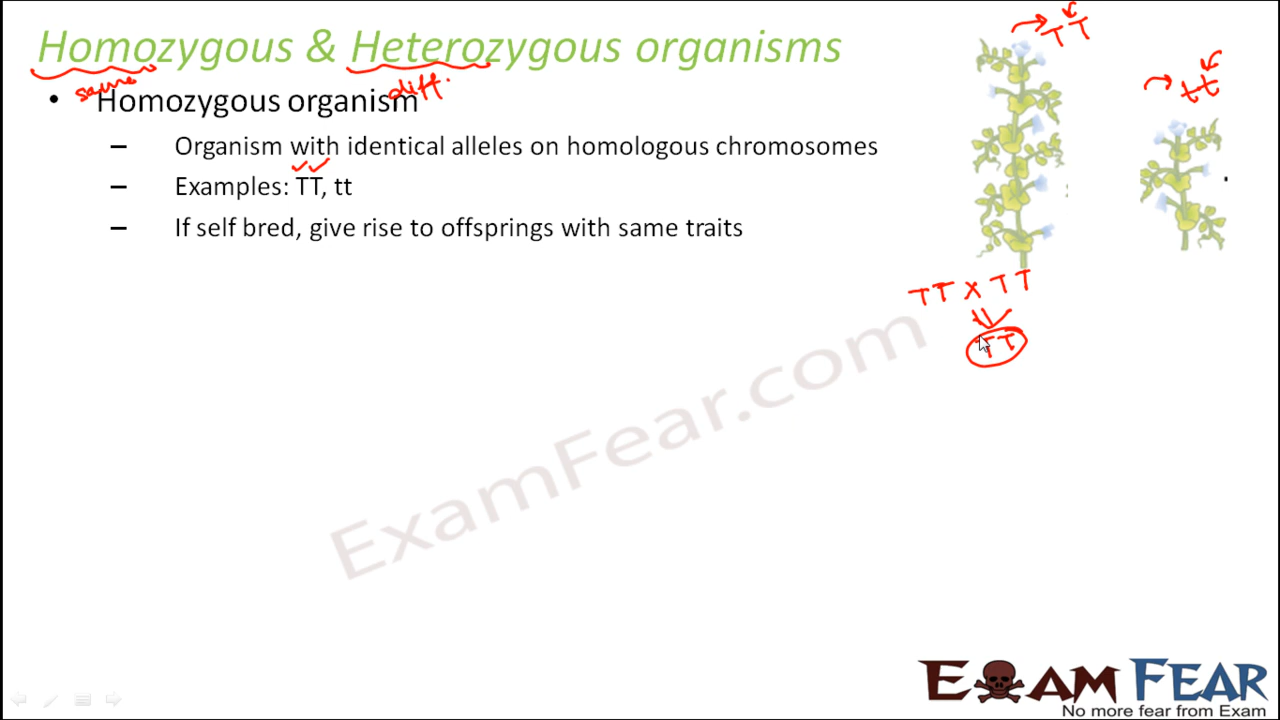 Homozygous & Heterozygous organisms
same diff.
• Homozygous organism
– Organism with identical alleles on homologous chromosomes
– Examples: TT, tt
– If self bred, give rise to offsprings with same traits
TT
tt
TT X TT
TT
ExamFear.com
EXAM FEAR
No more fear from Exam